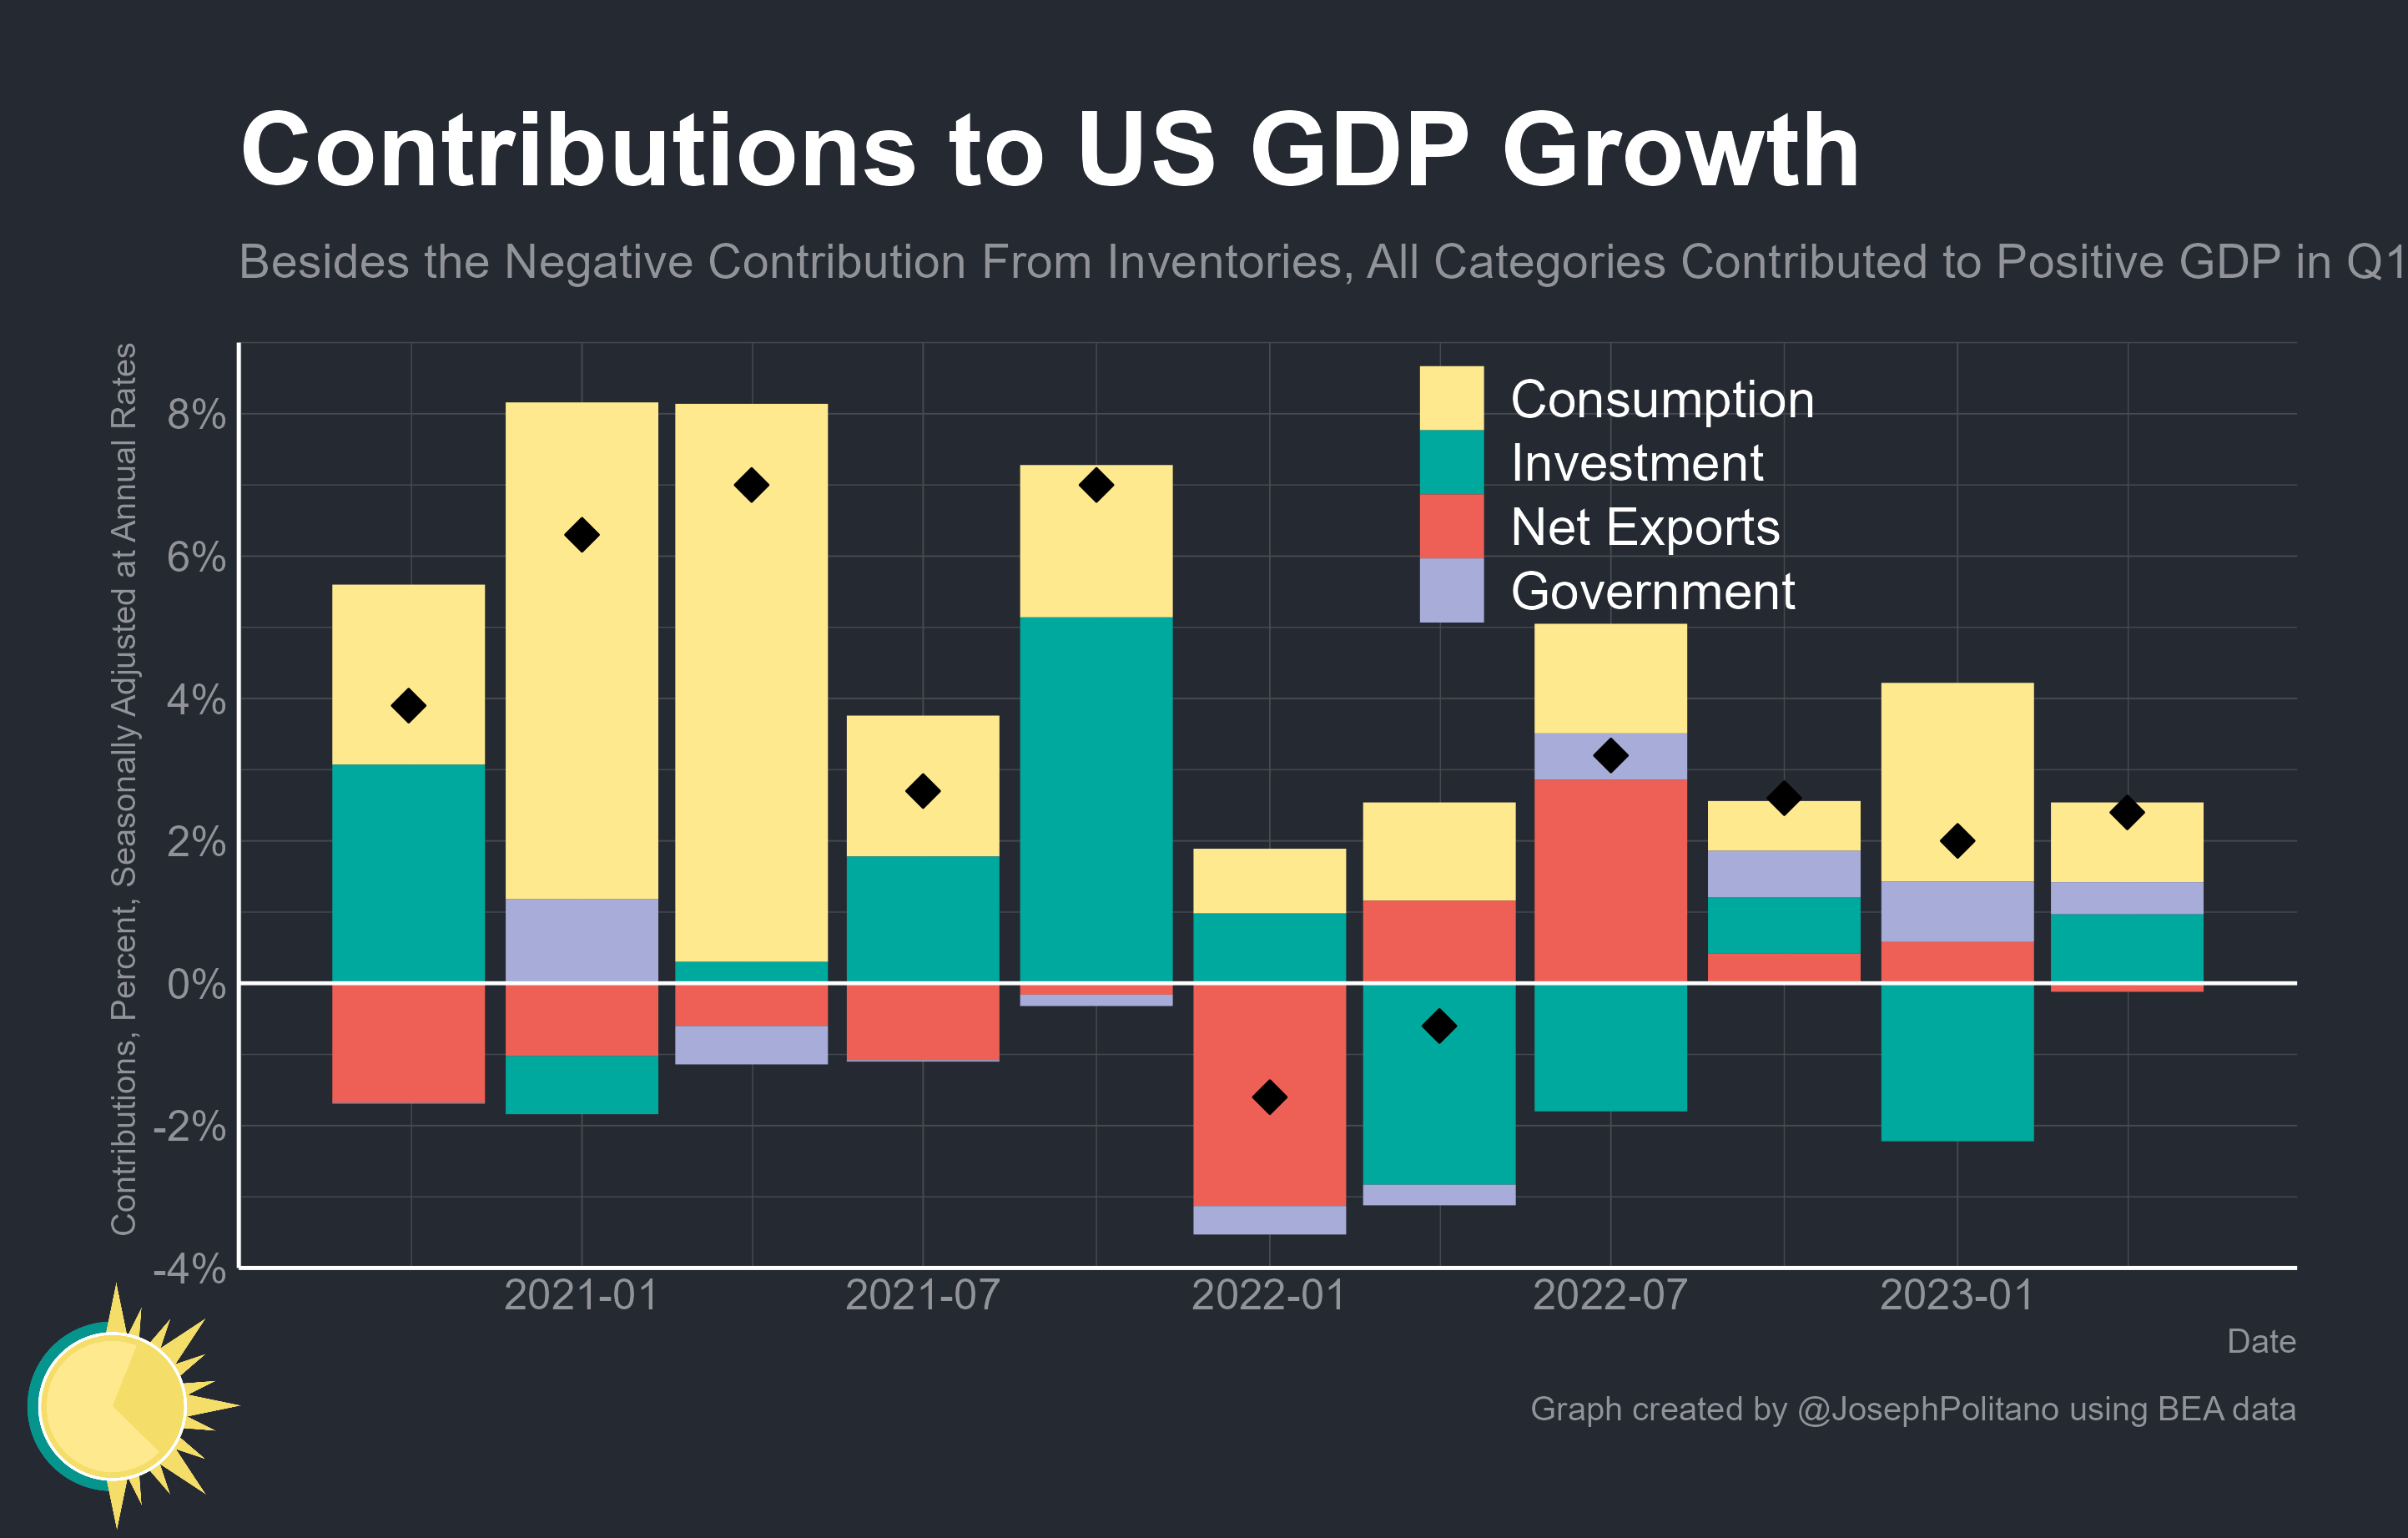 Contributions to US GDP Growth
Besides the Negative Contribution From Inventories, All Categories Contributed to Positive GDP in Q1
Contributions, Percent, Seasonally Adjusted at Annual Rates
8%
6%
4%
2%
0%
-2%
-4%
Consumption
Investment
Net Exports
Government
2021-01
2021-07
2022-01
2022-07
2023-01
Date
Graph created by @JosephPolitano using BEA data